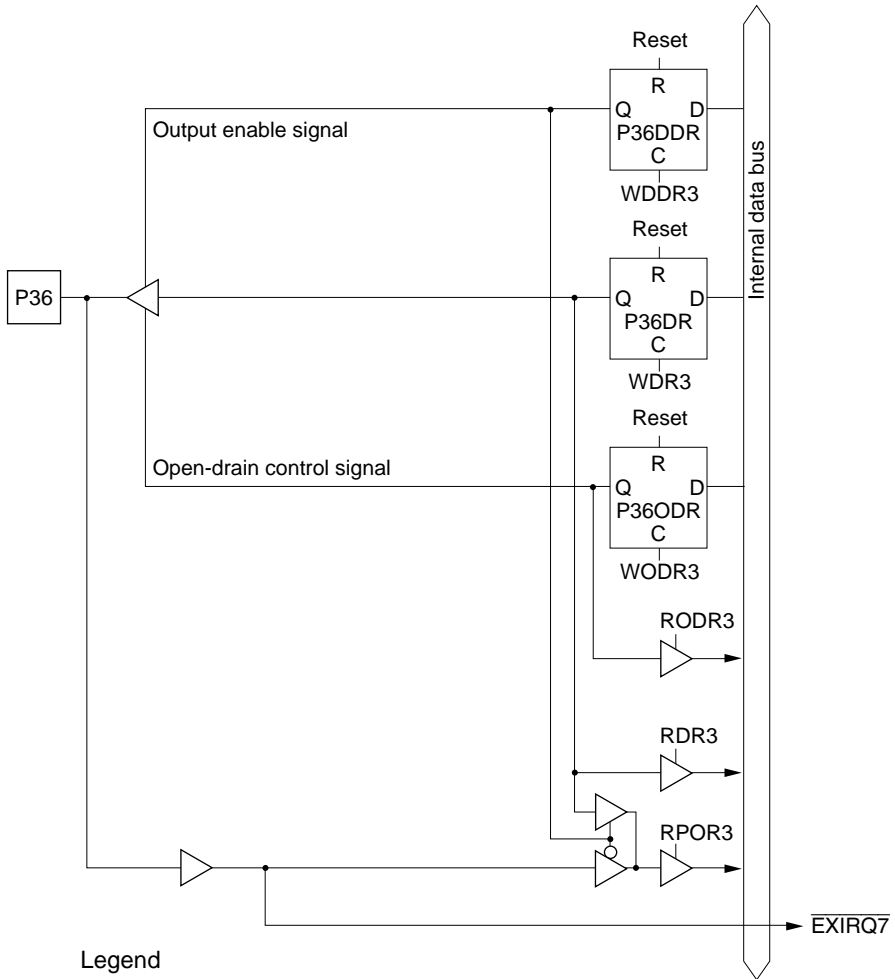 Reset
R
Q D
P36DDR
C
WDDR3
Output enable signal
Internal data bus
Reset
R
P36
Q D
P36DR
C
WDR3
Reset
Open-drain control signal
R
Q D
P36ODR
C
WODR3
RODR3
RDR3
RPOR3
EXIRQ7
Legend